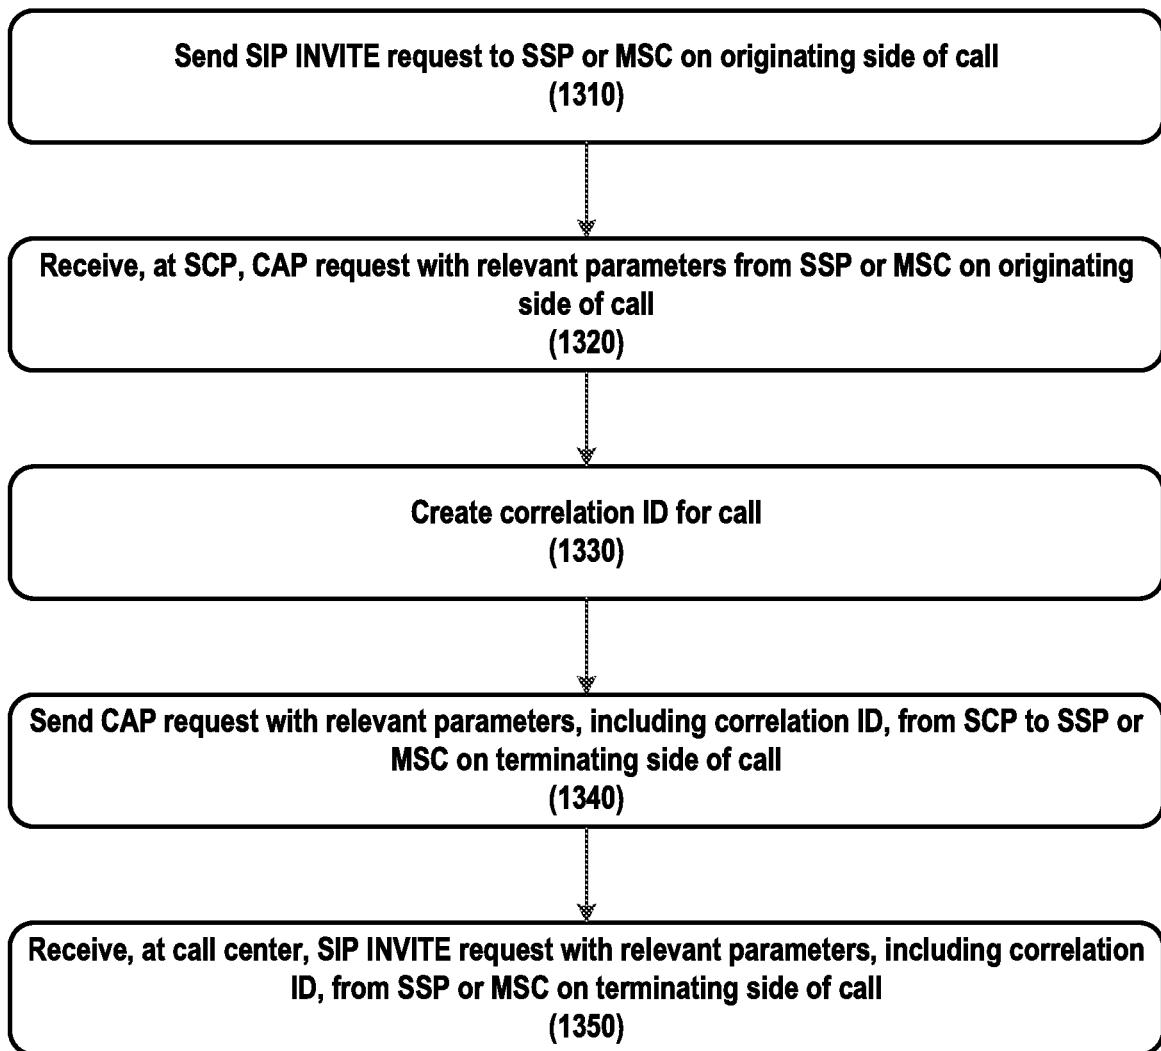 Send SIP INVITE request to SSP or MSC on originating side of call
(1310)
Receive, at SCP, CAP request with relevant parameters from SSP or MSC on originating
side of call
(1320)
Create correlation ID for call
(1330)
Send CAP request with relevant parameters, including correlation ID, from SCP to SSP or
MSC on terminating side of call
(1340)
Receive, at call center, SIP INVITE request with relevant parameters, including correlation
ID, from SSP or MSC on terminating side of call
(1350)